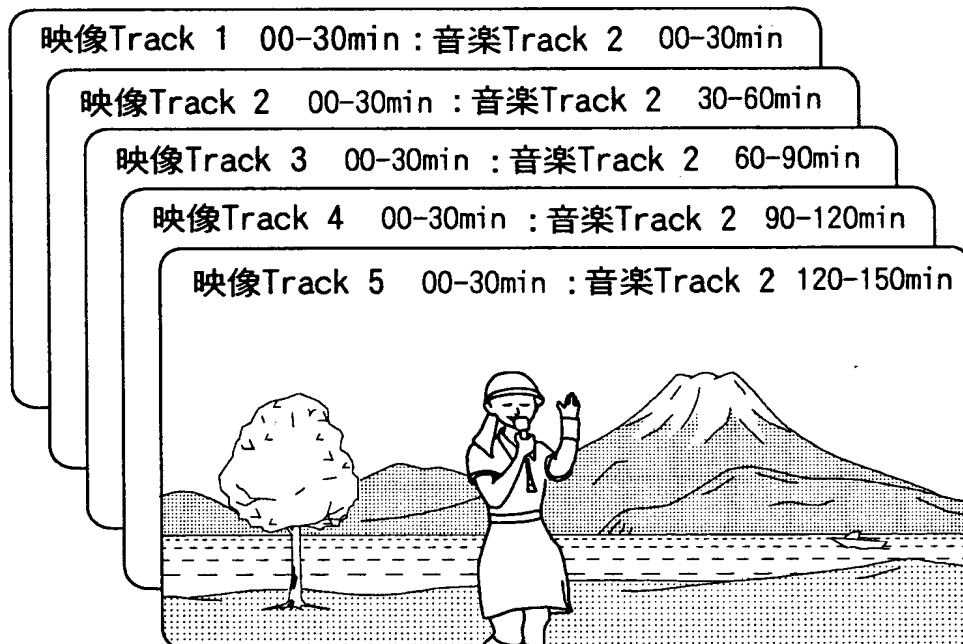 映像Track 1 00-30min : 音楽Track 2 00-30min
映像Track 2 00-30min : 音楽Track 2 30-60min
映像Track 3 00-30min : 音楽Track 2 60-90min
映像Track 4 00-30min : 音楽Track 2 90-120min
映像Track 5 00-30min : 音楽Track 2 120-150min